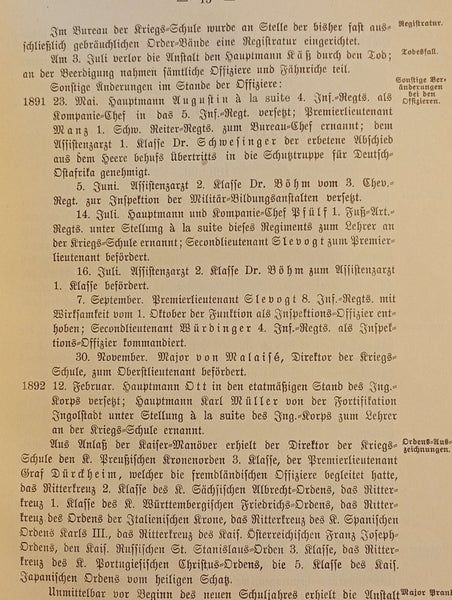 — 15 —
Im Bureau der Kriegs-Schule wurde an Stelle der bisher fast aus-
schließlich gebräuchlichen Order-Bände eine Registratur eingerichtet.
Registratur.
Am 3. Juli verlor die Anstalt den Hauptmann Käß durch den Tod;
an der Beerdigung nahmen sämtliche Offiziere und Fähnriche teil.
Todesfall.
Sonstige Änderungen im Stande der Offiziere:
Sonstige Ver-
änderungen
bei den
Offizieren.
1891 23. Mai. Hauptmann Augustin à la suite 4. Inf.-Regts. als
Kompanie-Chef in das 5. Inf.-Regt. versetzt; Premierlieutenant
Manz 1. Schw. Reiter-Regts. zum Bureau-Chef ernannt; dem
Assistenzarzt 1. Klasse Dr. Schwesinger der erbetene Abschied
aus dem Heere behufs Übertritts in die Schutztruppe für Deutsch-
Ostafrika genehmigt.
5. Juni. Assistenzarzt 2. Klasse Dr. Böhm vom 3. Chev.-
Regt. zur Inspektion der Militär-Bildungsanstalten versetzt.
14. Juli. Hauptmann und Kompanie-Chef Pfülf 1. Fuß-Art.-
Regts. unter Stellung à la suite dieses Regiments zum Lehrer an
der Kriegs-Schule ernannt; Secondlieutenant Slevogt zum Premier-
lieutenant befördert.
16. Juli. Assistenzarzt 2. Klasse Dr. Böhm zum Assistenzarzt
1. Klasse befördert.
7. September. Premierlieutenant Slevogt 8. Inf.-Regts. mit
Wirksamkeit vom 1. Oktober der Funktion als Inspektions-Offizier ent-
hoben; Secondlieutenant Würdinger 4. Inf.-Regts. als Inspek-
tions-Offizier kommandiert.
30. November. Major von Malaisé, Direktor der Kriegs-
Schule, zum Oberstlieutenant befördert.
1892 12. Februar. Hauptmann Ott in den etatmäßigen Stand des Ing.-
Korps versetzt; Hauptmann Karl Müller von der Fortifikation
Ingolstadt unter Stellung à la suite des Ing.-Korps zum Lehrer
an der Kriegs-Schule ernannt.
Aus Anlaß der Kaiser-Manöver erhielt der Direktor der Kriegs-
Schule den K. Preußischen Kronenorden 3. Klasse, der Premierlieutenant
Graf Dürckheim, welcher die fremdländischen Offiziere begleitet hatte,
das Ritterkreuz 2. Klasse des K. Sächsischen Albrecht-Ordens, das Ritter-
kreuz 1. Klasse des K. Württembergischen Friedrichs-Ordens, das Ritter-
kreuz des Ordens der Italienischen Krone, das Ritterkreuz des K. Spanischen
Ordens Karls III., das Ritterkreuz des Kais. Österreichischen Franz Joseph-
Ordens, den Kais. Russischen St. Stanislaus-Orden 3. Klasse, das Ritter-
kreuz des K. Portugiesischen Christus-Ordens, die 5. Klasse des Kais.
Japanischen Ordens vom heiligen Schatz.
Ordens-Aus-
zeichnungen.
Unmittelbar vor Beginn des neuen Schuljahres erhielt die Anstalt
Major